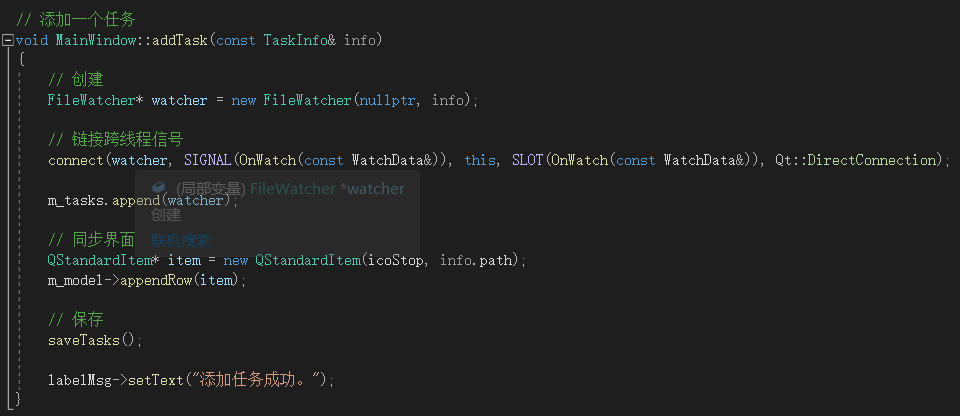 // 添加一个任务
void MainWindow::addTask(const TaskInfo& info)
{
// 创建
FileWatcher* watcher = new FileWatcher(nullptr, info);
// 链接跨线程信号
connect(watcher, SIGNAL(OnWatch(const WatchData&)), this, SLOT(OnWatch(const WatchData&)), Qt::DirectConnection);
(局部变量) FileWatcher *watcher
m_tasks.append(watcher);
创建
// 同步界面
联机搜索
QStandardItem* item = new QStandardItem(icoStop, info.path);
m_model->appendRow(item);
// 保存
saveTasks();
labelMsg->setText("添加任务成功。");
}